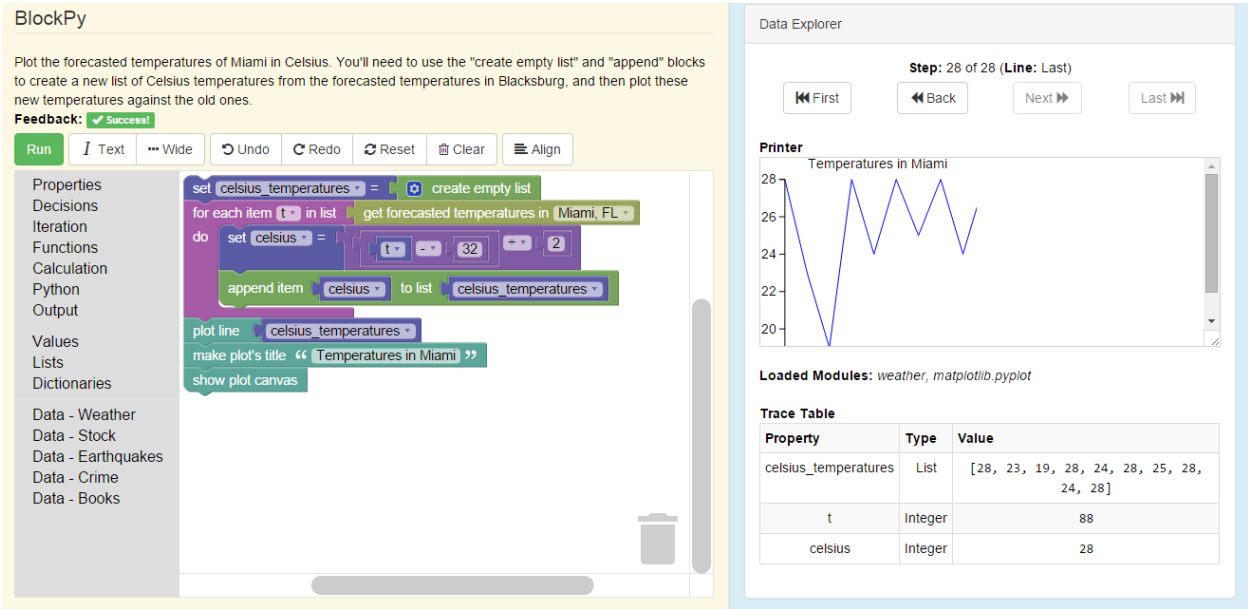 BlockPy
Plot the forecasted temperatures of Miami in Celsius. You'll need to use the "create empty list" and "append" blocks
to create a new list of Celsius temperatures from the forecasted temperatures in Blacksburg, and then plot these
new temperatures against the old ones.
Feedback: ✔ Success!
Run I Text ••• Wide Undo Redo Reset Clear Align
Properties
Decisions
Iteration
Functions
Calculation
Python
Output
Values
Lists
Dictionaries
Data - Weather
Data - Stock
Data - Earthquakes
Data - Crime
Data - Books
set celsius_temperatures = create empty list
for each item t in list get forecasted temperatures in Miami, FL
do set celsius = t - 32 ÷ 2
append item celsius to list celsius_temperatures
plot line celsius_temperatures
make plot's title “ Temperatures in Miami ”
show plot canvas
Data Explorer
Step: 28 of 28 (Line: Last)
First Back Next Last
Printer
Temperatures in Miami
28
26
24
22
20
Loaded Modules: weather, matplotlib.pyplot
Trace Table
Property Type Value
celsius_temperatures List [28, 23, 19, 28, 24, 28, 25, 28,
24, 28]
t Integer 88
celsius Integer 28